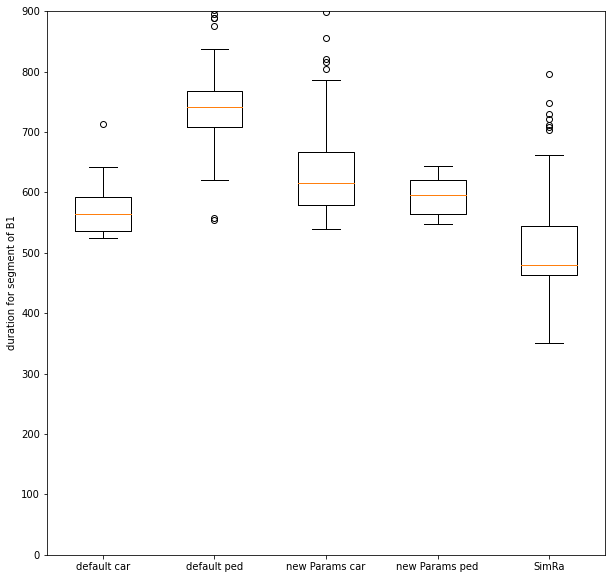 900
800
700
600
500
400
300
200
100
0
duration for segment of B1
default car
default ped
new Params car
new Params ped
SimRa